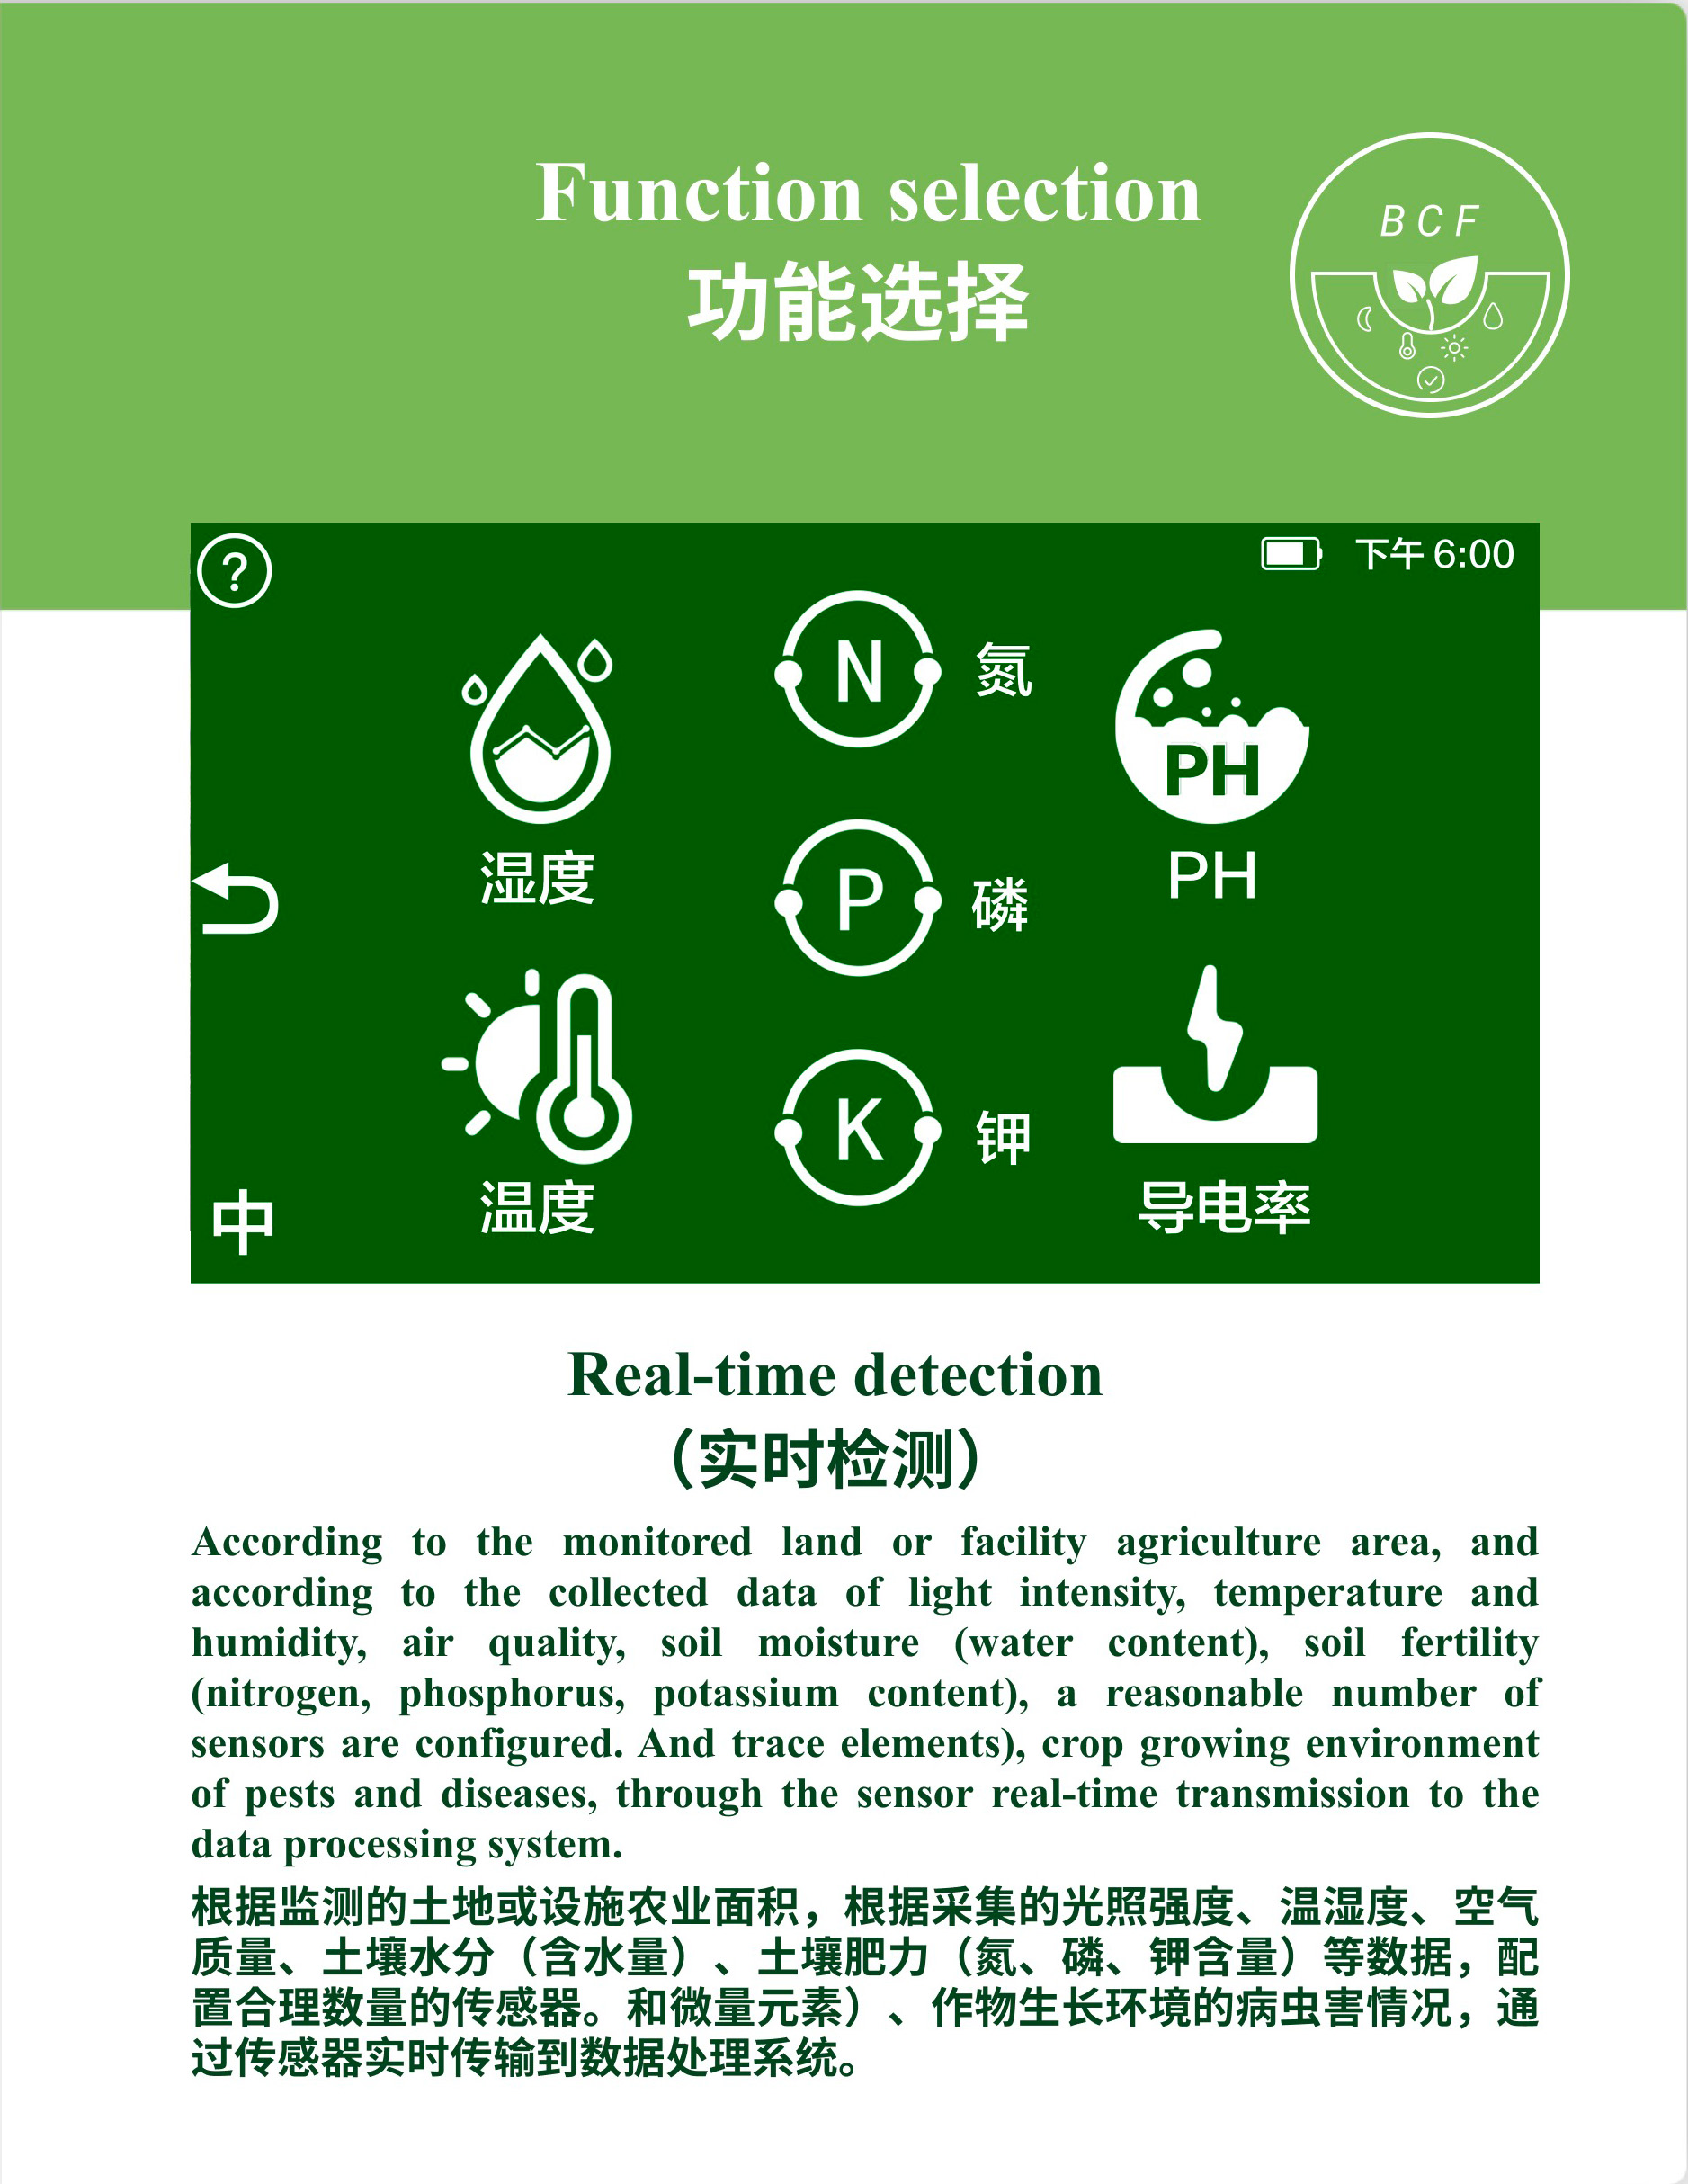 Function selection
功能选择
BCF
?
下午 6:00
N 氮
PH
湿度
P 磷
PH
K 钾
温度
导电率
中
Real-time detection
（实时检测）
According to the monitored land or facility agriculture area, and
according to the collected data of light intensity, temperature and
humidity, air quality, soil moisture (water content), soil fertility
(nitrogen, phosphorus, potassium content), a reasonable number of
sensors are configured. And trace elements), crop growing environment
of pests and diseases, through the sensor real-time transmission to the
data processing system.
根据监测的土地或设施农业面积，根据采集的光照强度、温湿度、空气
质量、土壤水分（含水量）、土壤肥力（氮、磷、钾含量）等数据，配
置合理数量的传感器。和微量元素）、作物生长环境的病虫害情况，通
过传感器实时传输到数据处理系统。